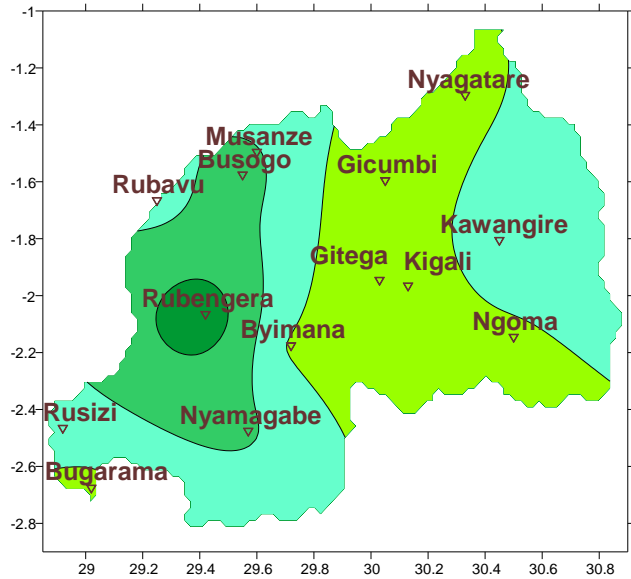 -1
-1.2
Nyagatare
-1.4
Musanze
Busogo
Gicumbi
-1.6
Rubavu
-1.8
Kawangire
Gitega
Kigali
-2
Rubengera
Ngoma
Byimana
-2.2
-2.4
Rusizi
Nyamagabe
-2.6
Bugarama
-2.8
29 29.2 29.4 29.6 29.8 30 30.2 30.4 30.6 30.8